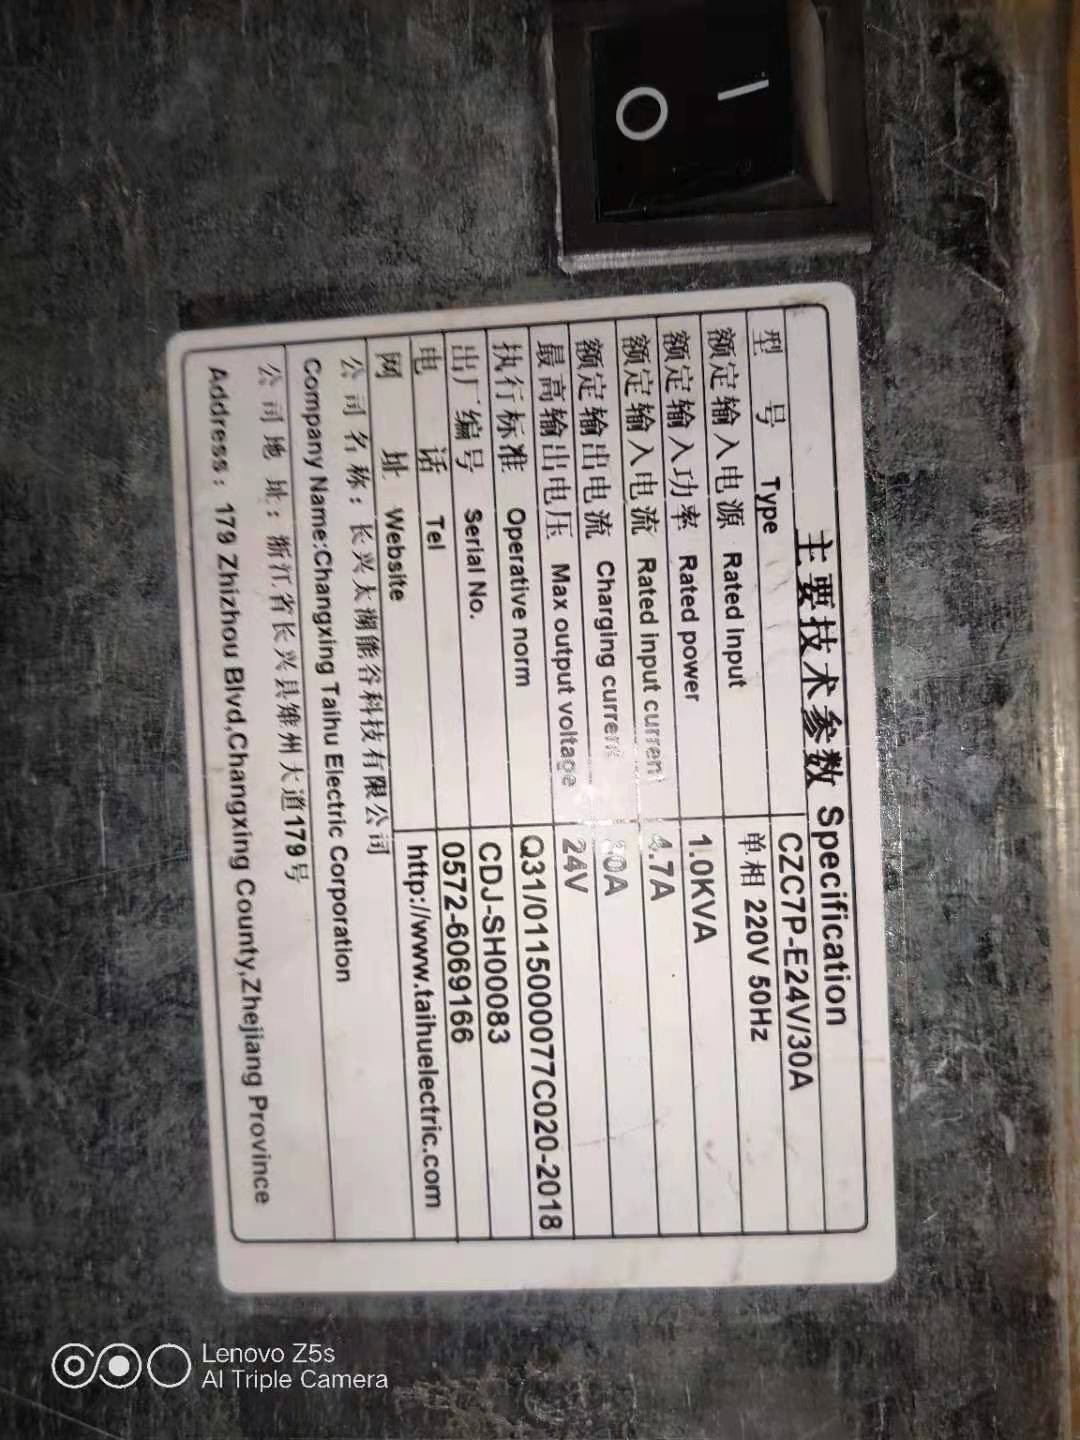 主要技术参数 Specification
型 号 Type CZC7P-E24V/30A
额定输入电源 Rated Input 单相 220V 50Hz
额定输入功率 Rated power 1.0KVA
额定输入电流 Rated input current 4.7A
额定输出电流 Charging current
最高输出电压 Max output voltage 24V
执行标准 Operative norm Q31/0115000077C020-2018
出厂编号 Serial No. CDJ-SH00083
电 话 Tel 0572-6069166
网 址 Website http://www.taihuelectric.com
公 司 名 称：长兴太湖能谷科技有限公司
Company Name:Changxing Taihu Electric Corporation
公 司 地 址：浙江省长兴县雉州大道179号
Address：179 Zhizhou Blvd,Changxing County,Zhejiang Province
Lenovo Z5s
AI Triple Camera